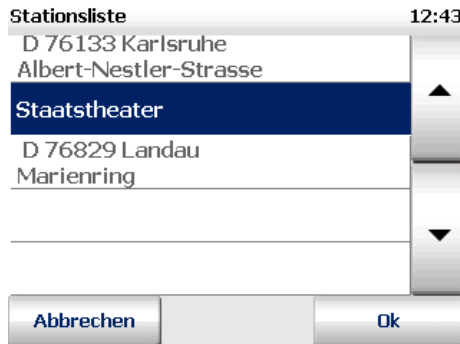 Stationsliste 12:43
D 76133 Karlsruhe
Albert-Nestler-Strasse
Staatstheater
D 76829 Landau
Marienring
Abbrechen Ok